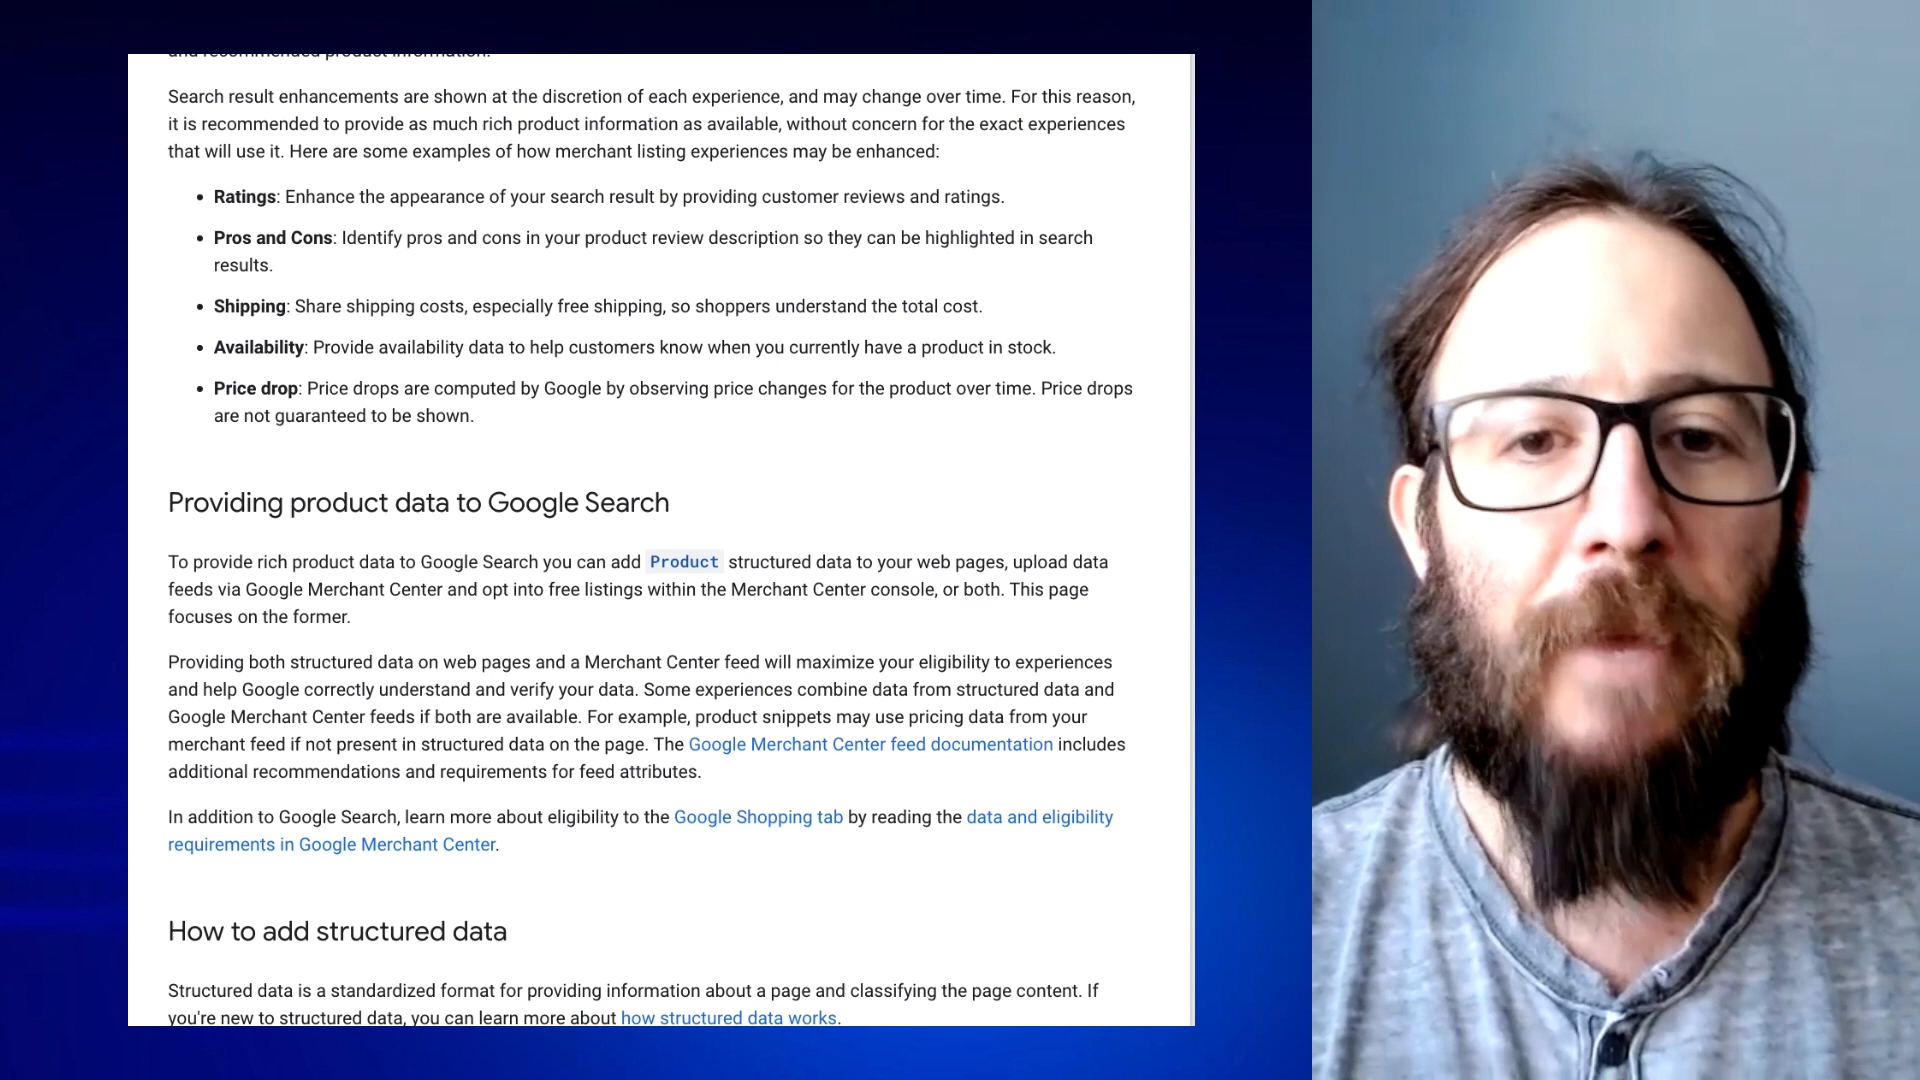 and recommended product information.
Search result enhancements are shown at the discretion of each experience, and may change over time. For this reason,
it is recommended to provide as much rich product information as available, without concern for the exact experiences
that will use it. Here are some examples of how merchant listing experiences may be enhanced:
• Ratings: Enhance the appearance of your search result by providing customer reviews and ratings.
• Pros and Cons: Identify pros and cons in your product review description so they can be highlighted in search
results.
• Shipping: Share shipping costs, especially free shipping, so shoppers understand the total cost.
• Availability: Provide availability data to help customers know when you currently have a product in stock.
• Price drop: Price drops are computed by Google by observing price changes for the product over time. Price drops
are not guaranteed to be shown.
Providing product data to Google Search
To provide rich product data to Google Search you can add Product structured data to your web pages, upload data
feeds via Google Merchant Center and opt into free listings within the Merchant Center console, or both. This page
focuses on the former.
Providing both structured data on web pages and a Merchant Center feed will maximize your eligibility to experiences
and help Google correctly understand and verify your data. Some experiences combine data from structured data and
Google Merchant Center feeds if both are available. For example, product snippets may use pricing data from your
merchant feed if not present in structured data on the page. The Google Merchant Center feed documentation includes
additional recommendations and requirements for feed attributes.
In addition to Google Search, learn more about eligibility to the Google Shopping tab by reading the data and eligibility
requirements in Google Merchant Center.
How to add structured data
Structured data is a standardized format for providing information about a page and classifying the page content. If
you're new to structured data, you can learn more about how structured data works.